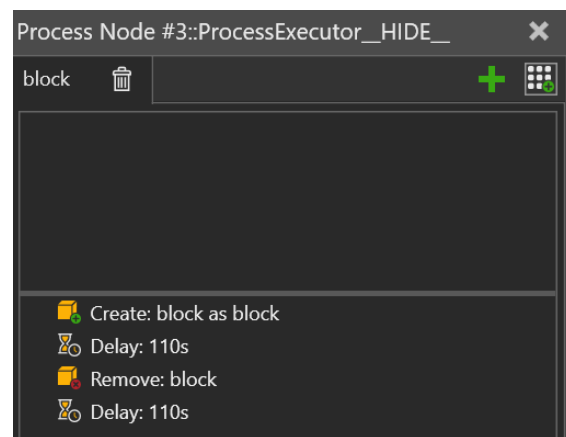 Process Node #3::ProcessExecutor__HIDE__
block
Create: block as block
Delay: 110s
Remove: block
Delay: 110s